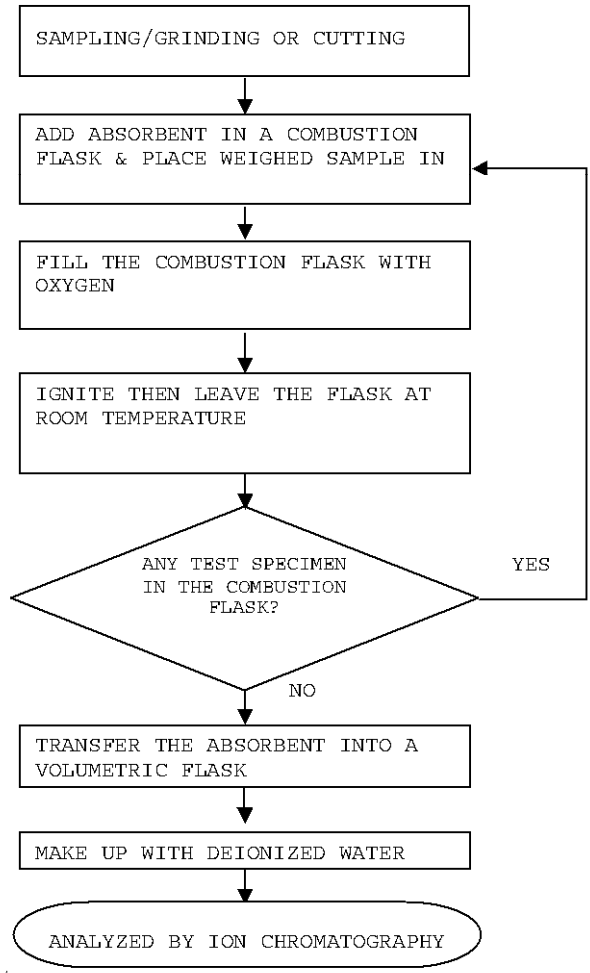 SAMPLING/GRINDING OR CUTTING
ADD ABSORBENT IN A COMBUSTION
FLASK & PLACE WEIGHED SAMPLE IN
FILL THE COMBUSTION FLASK WITH
OXYGEN
IGNITE THEN LEAVE THE FLASK AT
ROOM TEMPERATURE
ANY TEST SPECIMEN
IN THE COMBUSTION
FLASK?
YES
NO
TRANSFER THE ABSORBENT INTO A
VOLUMETRIC FLASK
MAKE UP WITH DEIONIZED WATER
ANALYZED BY ION CHROMATOGRAPHY